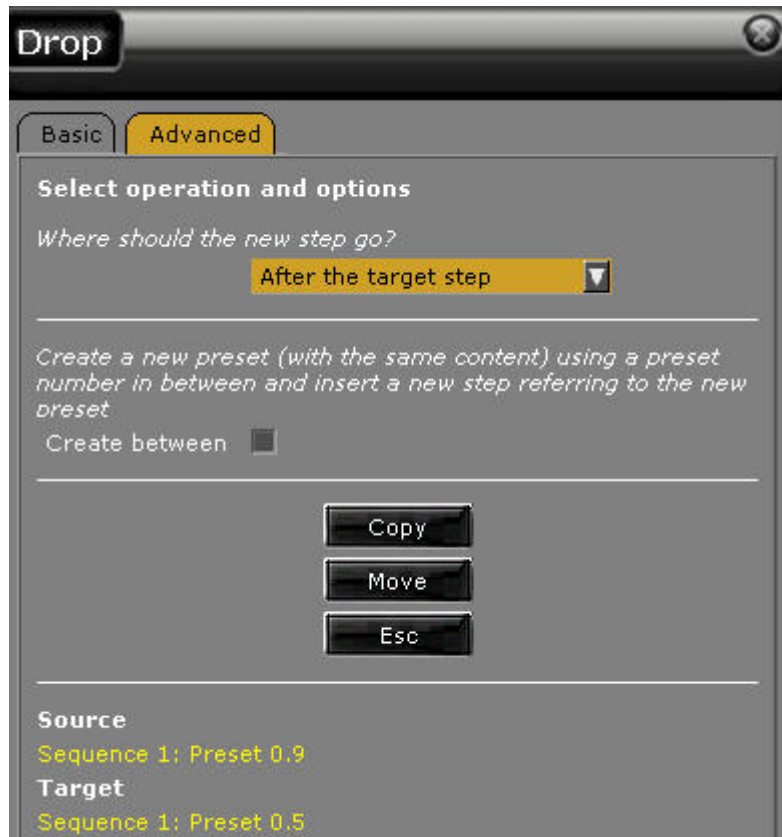 Drop
Basic
Advanced
Select operation and options
Where should the new step go?
After the target step
Create a new preset (with the same content) using a preset
number in between and insert a new step referring to the new
preset
Create between
Copy
Move
Esc
Source
Sequence 1: Preset 0.9
Target
Sequence 1: Preset 0.5